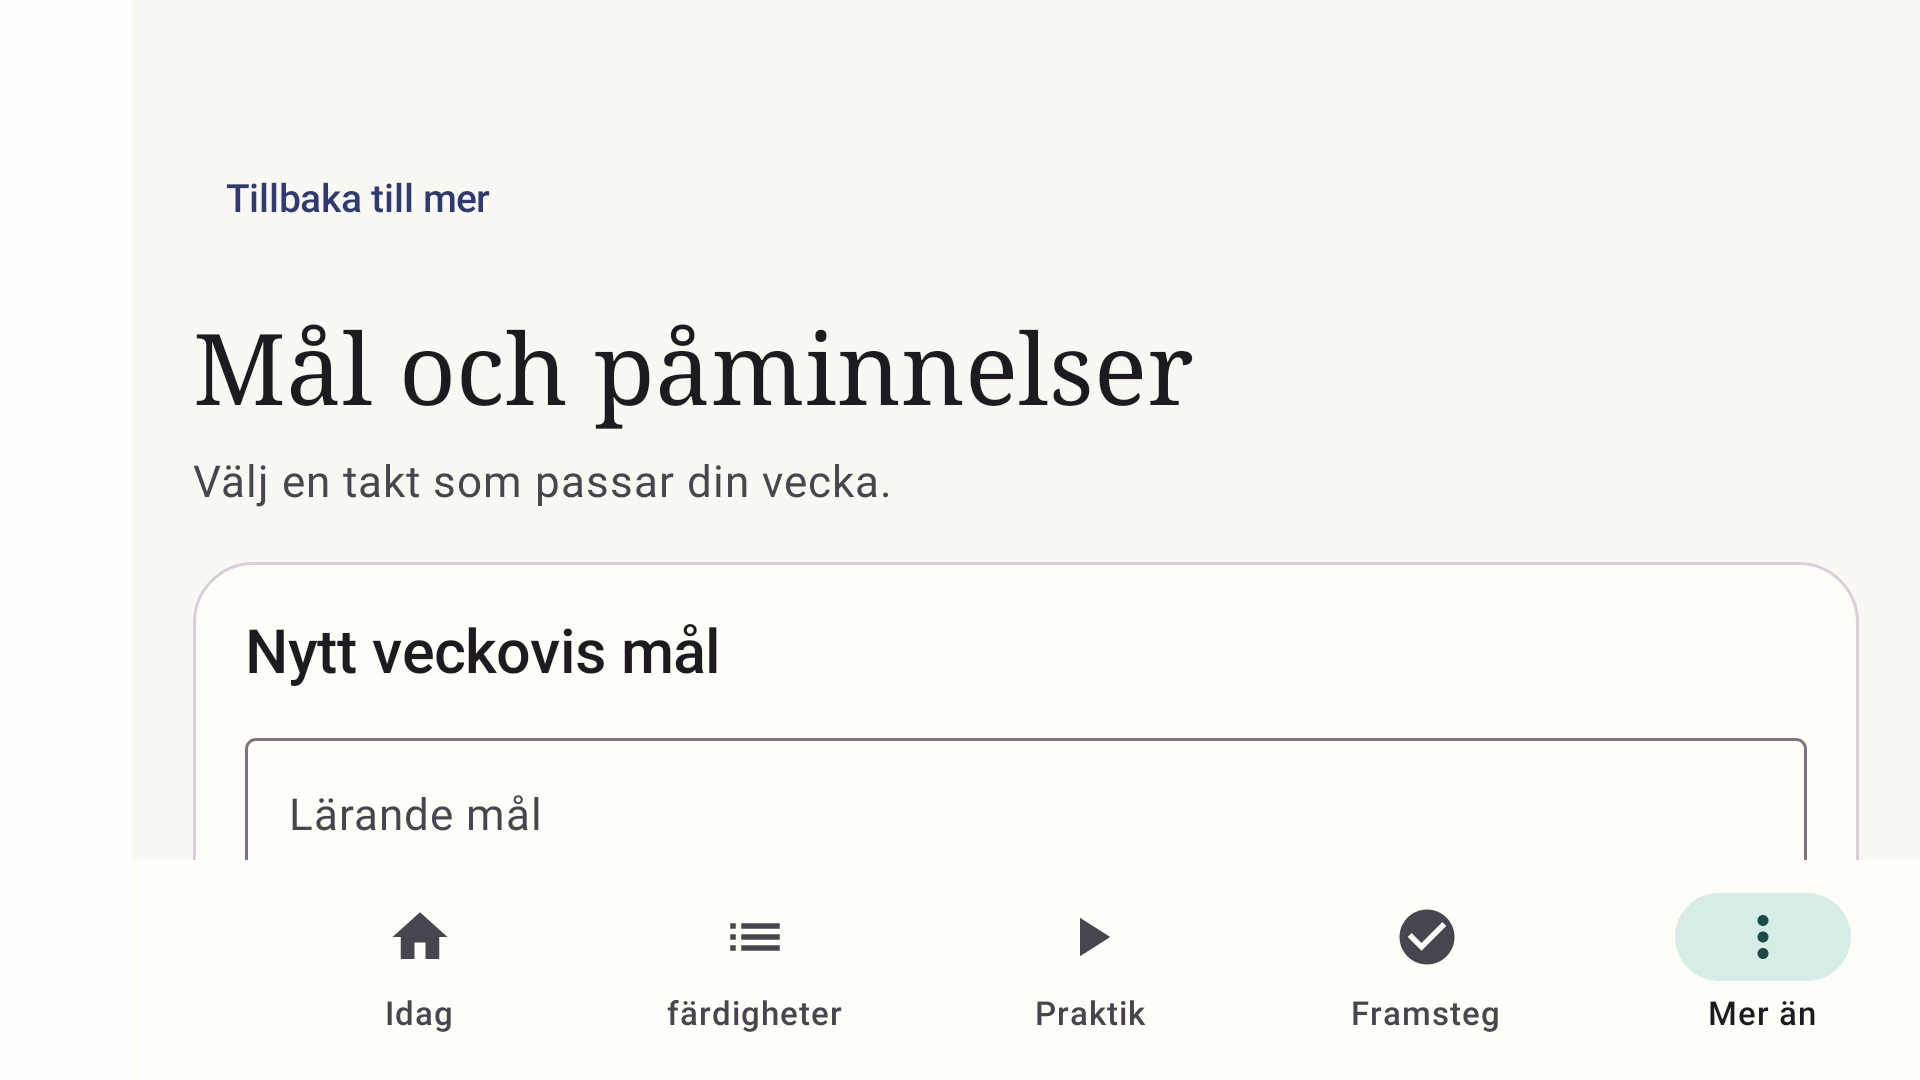 Tillbaka till mer
Mål och påminnelser
Välj en takt som passar din vecka.
Nytt veckovis mål
Lärande mål
Idag
färdigheter
Praktik
Framsteg
Mer än